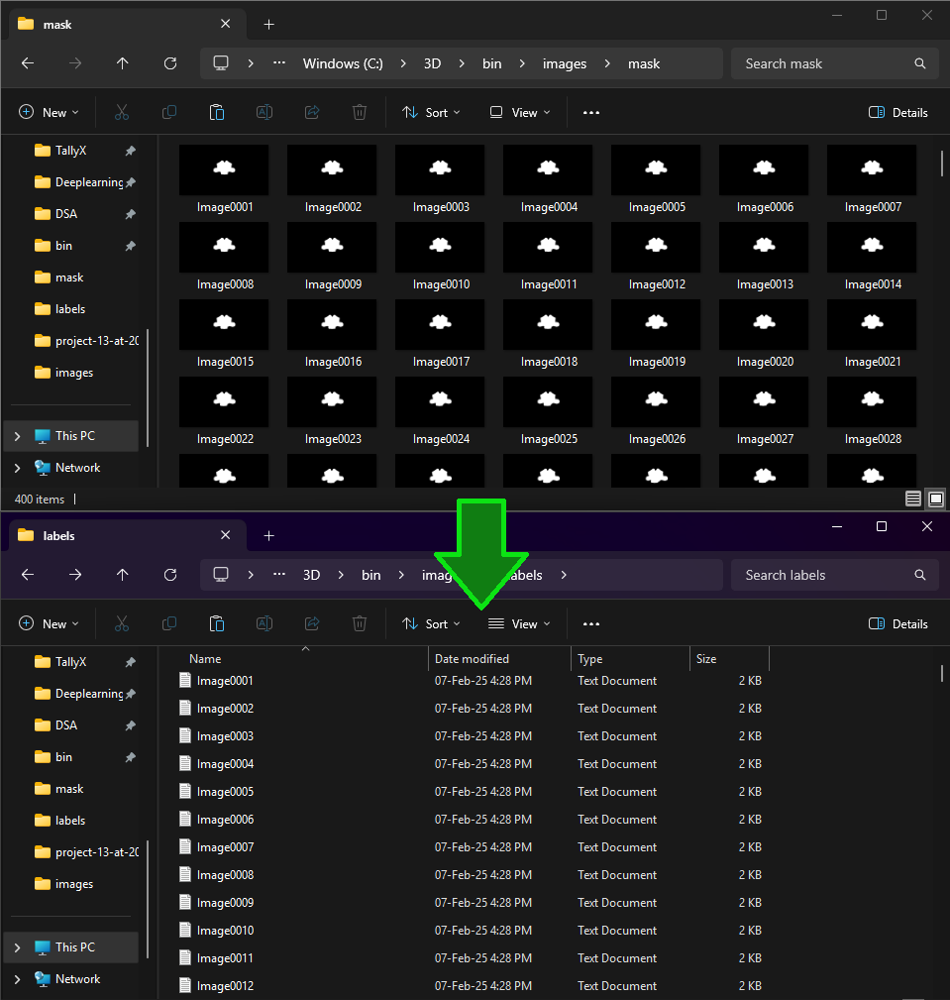 mask
Windows (C:) 3D bin images mask Search mask
New Sort View Details
TallyX
Deeplearning
DSA
bin
mask
labels
project-13-at-20
images
This PC
Network
Image0001 Image0002 Image0003 Image0004 Image0005 Image0006 Image0007
Image0008 Image0009 Image0010 Image0011 Image0012 Image0013 Image0014
Image0015 Image0016 Image0017 Image0018 Image0019 Image0020 Image0021
Image0022 Image0023 Image0024 Image0025 Image0026 Image0027 Image0028
400 items
labels
3D bin Search labels
New Sort View Details
TallyX
Deeplearning
DSA
bin
mask
labels
project-13-at-20
images
This PC
Network
Name Date modified Type Size
Image0001 07-Feb-25 4:28 PM Text Document 2 KB
Image0002 07-Feb-25 4:28 PM Text Document 2 KB
Image0003 07-Feb-25 4:28 PM Text Document 2 KB
Image0004 07-Feb-25 4:28 PM Text Document 2 KB
Image0005 07-Feb-25 4:28 PM Text Document 2 KB
Image0006 07-Feb-25 4:28 PM Text Document 2 KB
Image0007 07-Feb-25 4:28 PM Text Document 2 KB
Image0008 07-Feb-25 4:28 PM Text Document 2 KB
Image0009 07-Feb-25 4:28 PM Text Document 2 KB
Image0010 07-Feb-25 4:28 PM Text Document 2 KB
Image0011 07-Feb-25 4:28 PM Text Document 2 KB
Image0012 07-Feb-25 4:28 PM Text Document 2 KB